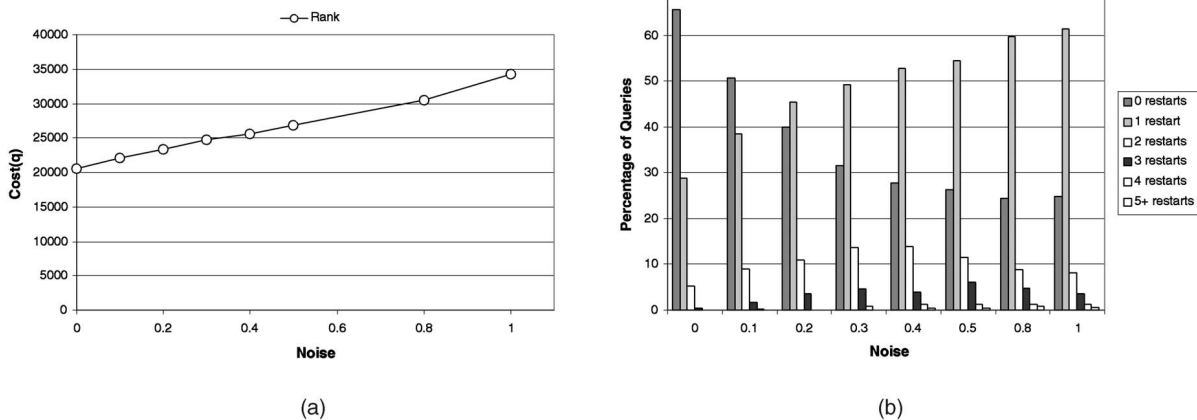 Rank
40000
35000
30000
25000
20000
15000
10000
5000
0
0 0.2 0.4 0.6 0.8 1
Cost(q)
Noise
(a)
60
50
40
30
20
10
0
0 0.1 0.2 0.3 0.4 0.5 0.8 1
Percentage of Queries
Noise
0 restarts
1 restart
2 restarts
3 restarts
4 restarts
5+ restarts
(b)